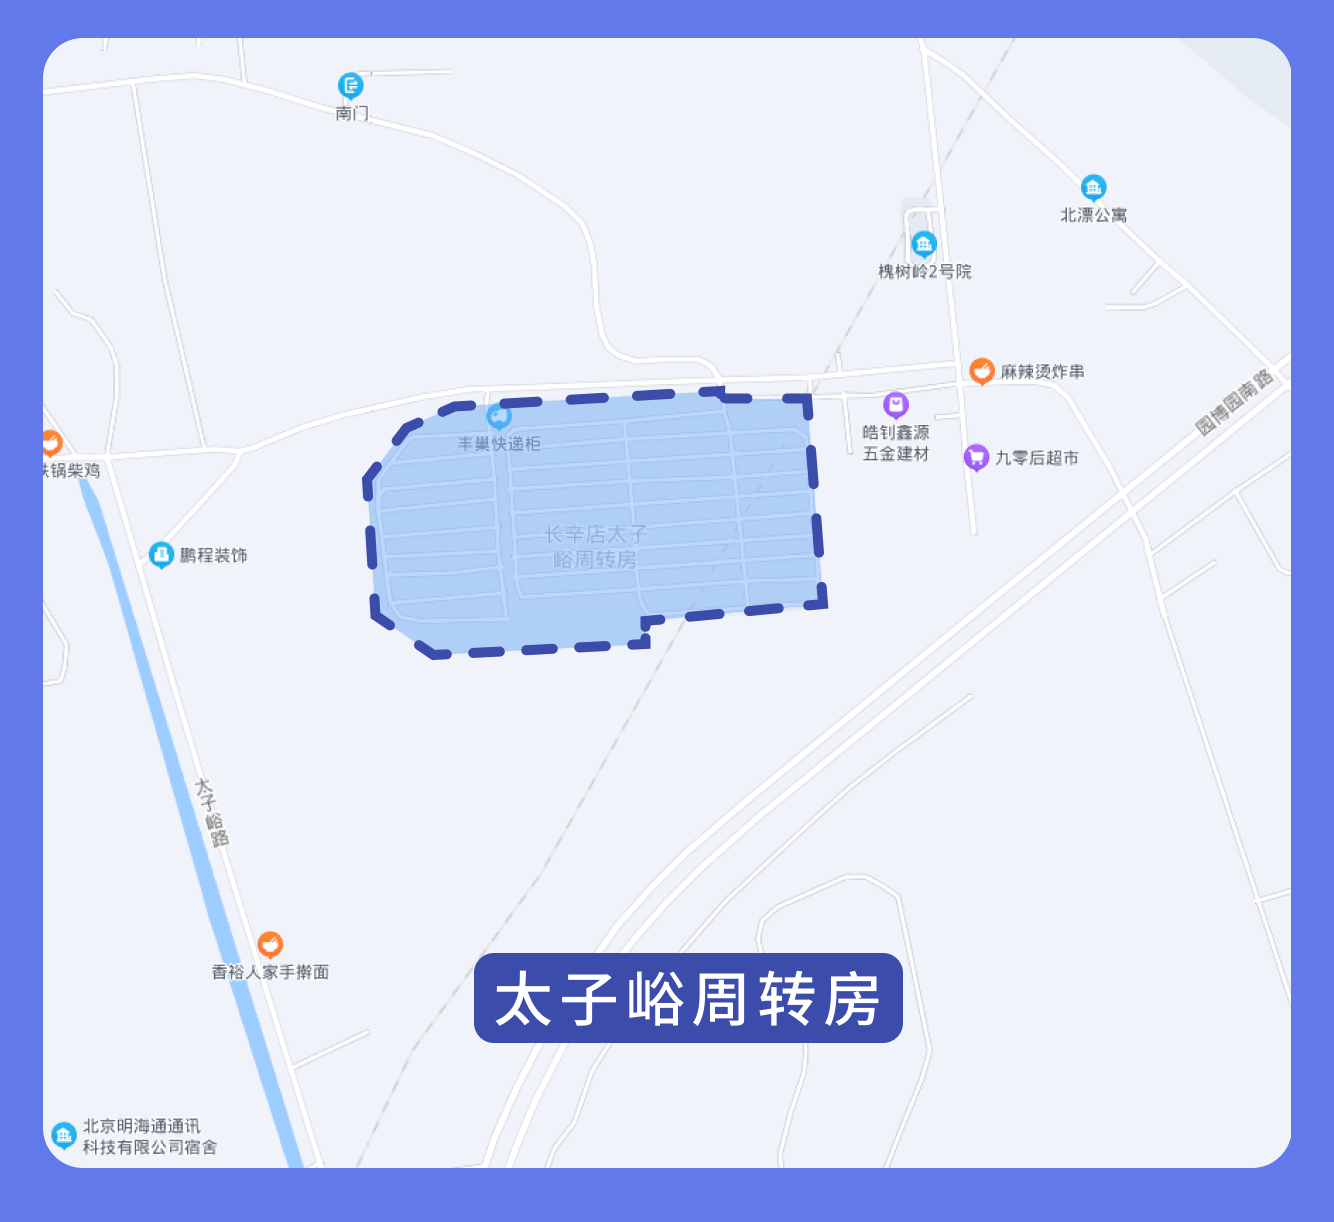 南门
北漂公寓
槐树岭2号院
麻辣烫炸串
园博园南路
皓钊鑫源
五金建材
丰巢快递柜
九零后超市
铁锅柴鸡
长辛店太子
峪周转房
鹏程装饰
太子峪路
香裕人家手擀面
太子峪周转房
北京明海通通讯
科技有限公司宿舍